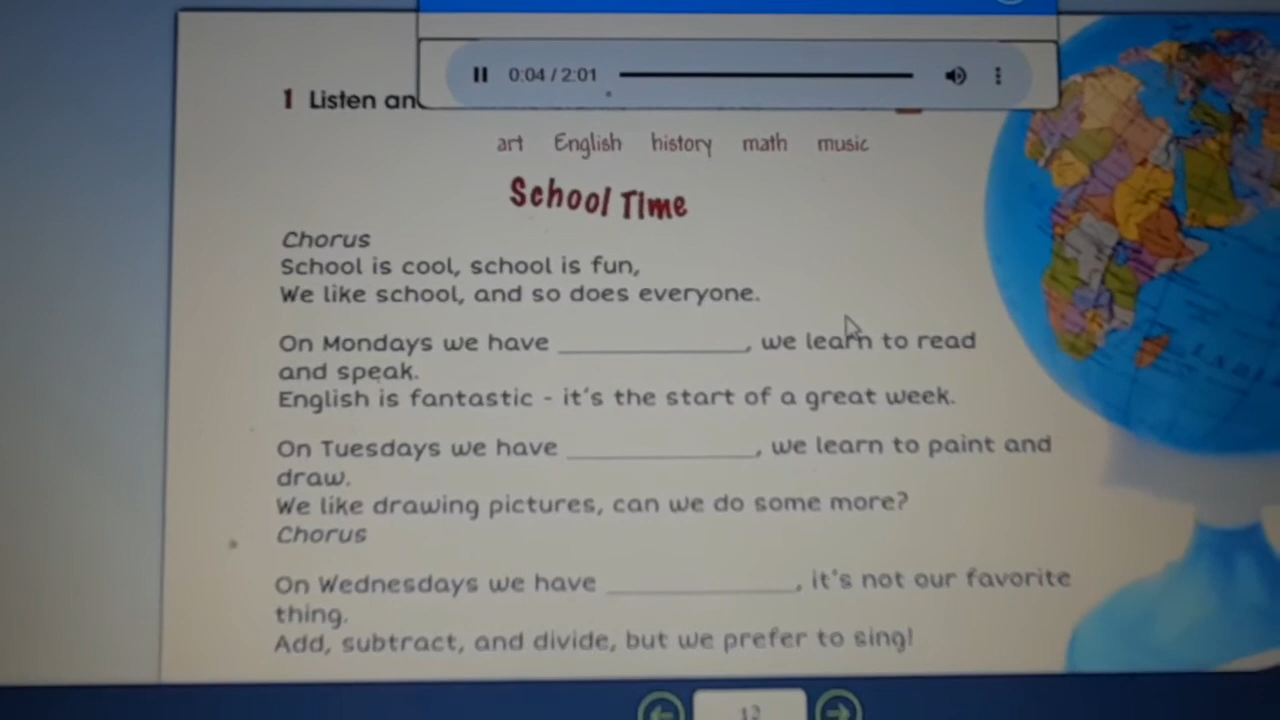 0:04 / 2:01
1 Listen an
art English history math music
School Time
Chorus
School is cool, school is fun,
We like school, and so does everyone.
On Mondays we have ____________, we learn to read
and speak.
English is fantastic - it's the start of a great week.
On Tuesdays we have ____________, we learn to paint and
draw.
We like drawing pictures, can we do some more?
Chorus
On Wednesdays we have ____________, it's not our favorite
thing.
Add, subtract, and divide, but we prefer to sing!
12